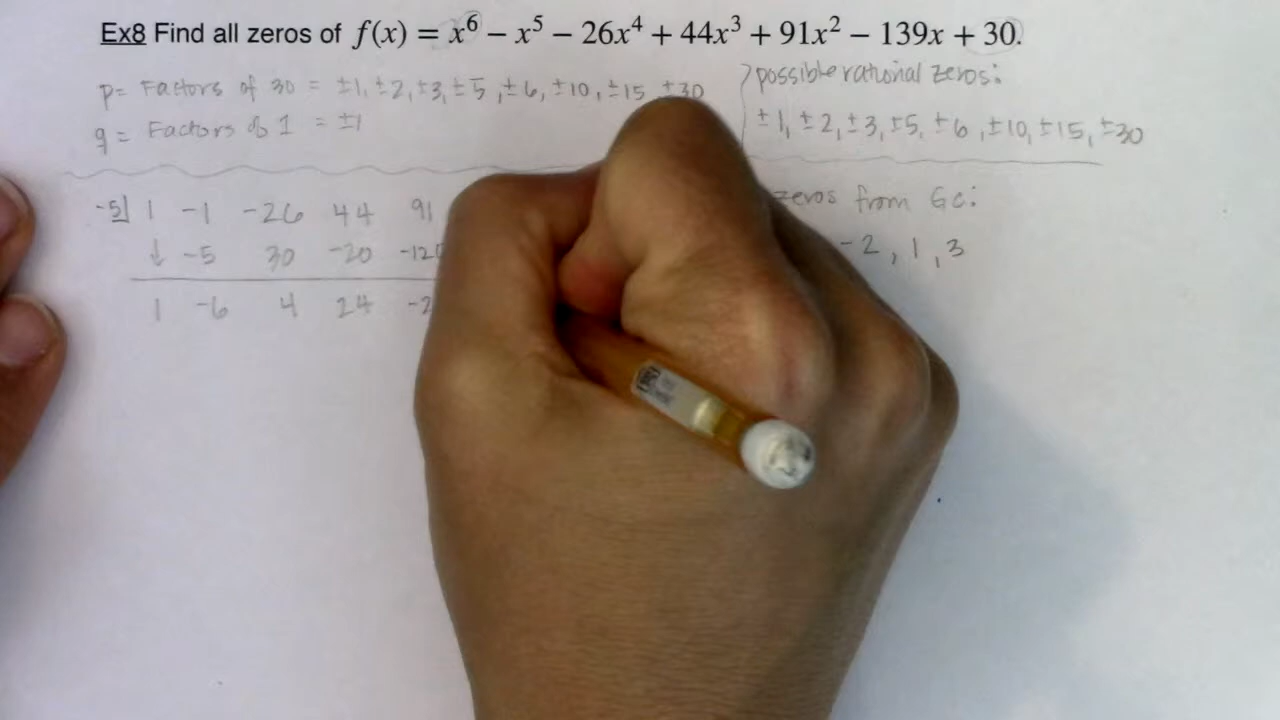 Ex8 Find all zeros of f(x) = x⁶ − x⁵ − 26x⁴ + 44x³ + 91x² − 139x + 30.
p= Factors of 30 = ±1, ±2, ±3, ±5, ±6, ±10, ±15, ±30
q = Factors of 1 = ±1
possible rational zeros:
±1, ±2, ±3, ±5, ±6, ±10, ±15, ±30
-5| 1 -1 -26 44 91
↓ -5 30 -20 -120
1 -6 4 24 -2
zeros from GC:
-2, 1, 3